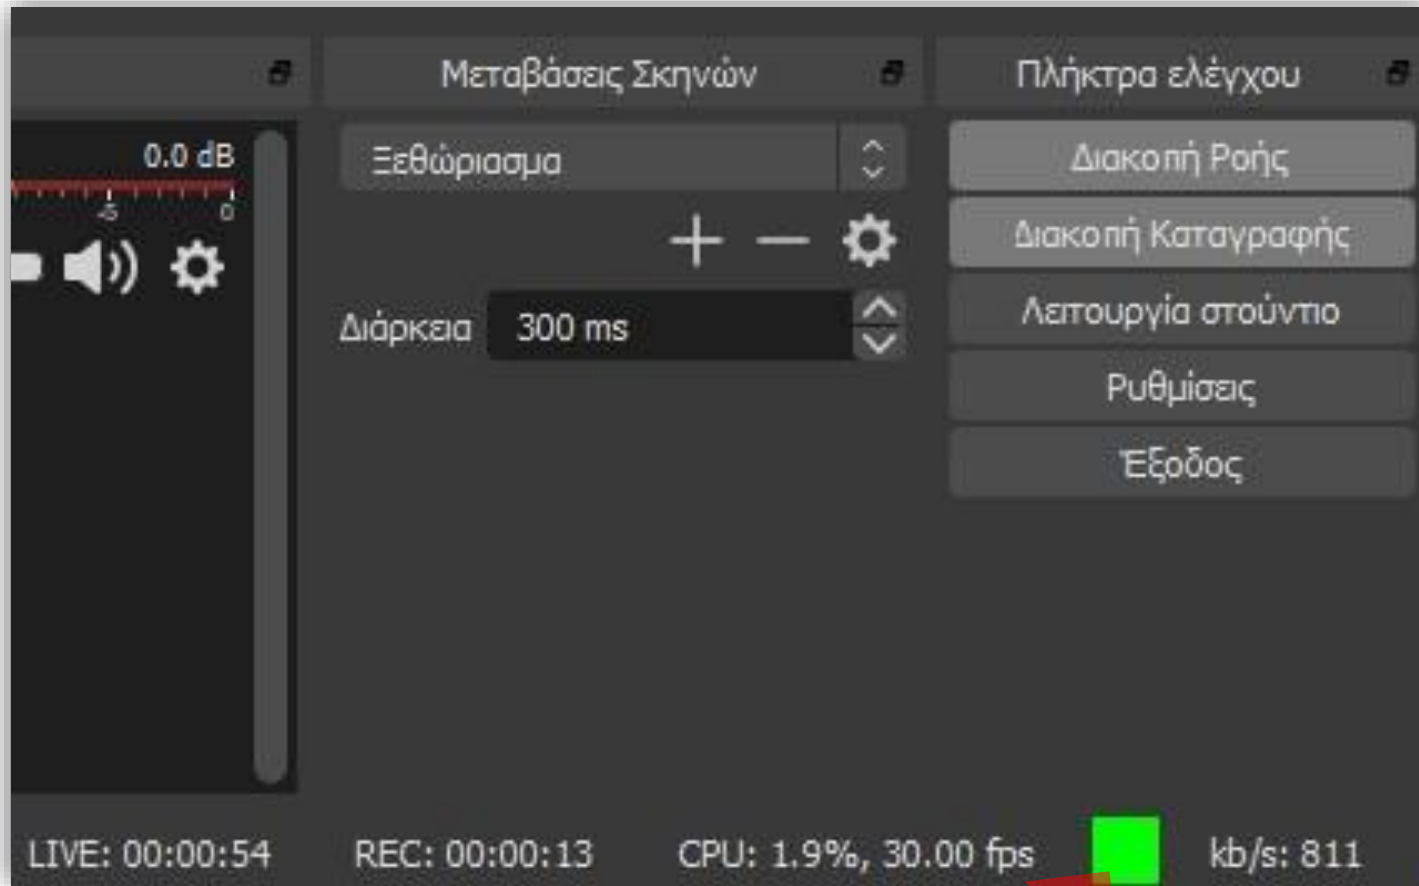 Μεταβάσεις Σκηνών
Πλήκτρα ελέγχου
0.0 dB
-5 0
Ξεθώριασμα
Διάρκεια 300 ms
Διακοπή Ροής
Διακοπή Καταγραφής
Λειτουργία στούντιο
Ρυθμίσεις
Έξοδος
LIVE: 00:00:54 REC: 00:00:13 CPU: 1.9%, 30.00 fps kb/s: 811